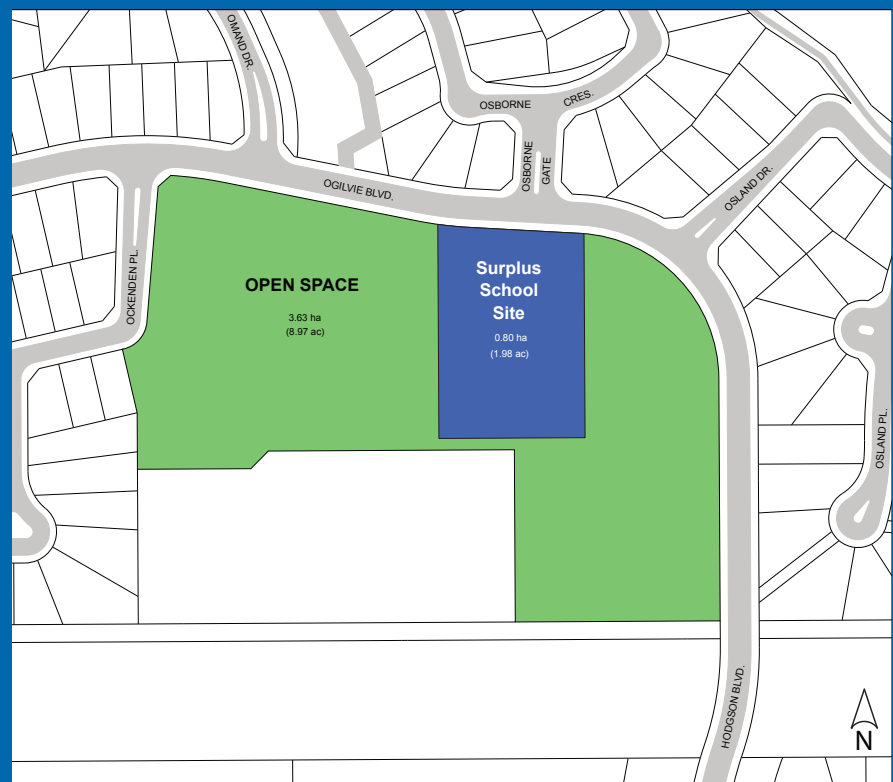 OMAND DR.
OSBORNE
CRES.
OSBORNE
GATE
OGILVIE BLVD.
OSLAND DR.
OCKENDEN PL.
OPEN SPACE
3.63 ha
(8.97 ac)
Surplus
School
Site
0.80 ha
(1.98 ac)
OSLAND PL.
HODGSON BLVD.
N